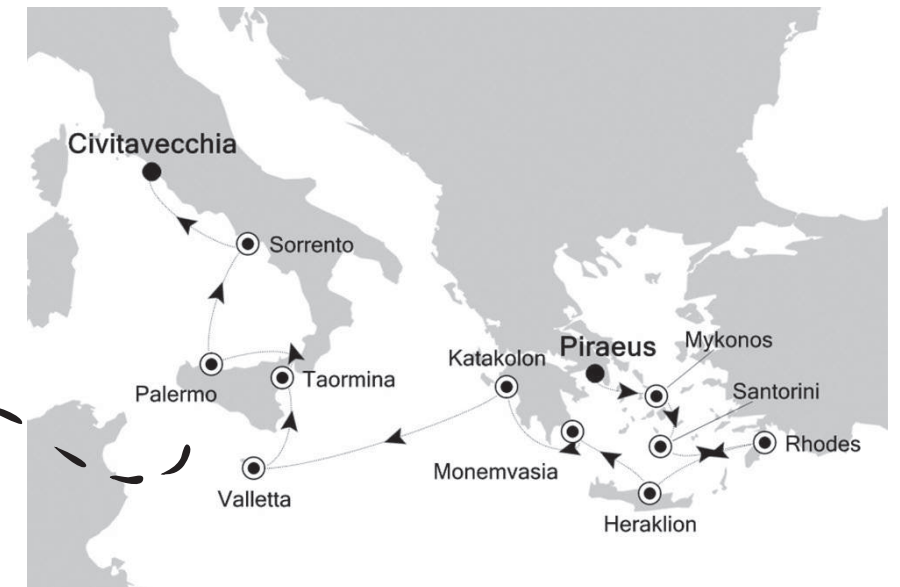 Civitavecchia
Sorrento
Mykonos
Piraeus
Katakolon
Taormina
Santorini
Palermo
Rhodes
Monemvasia
Valletta
Heraklion